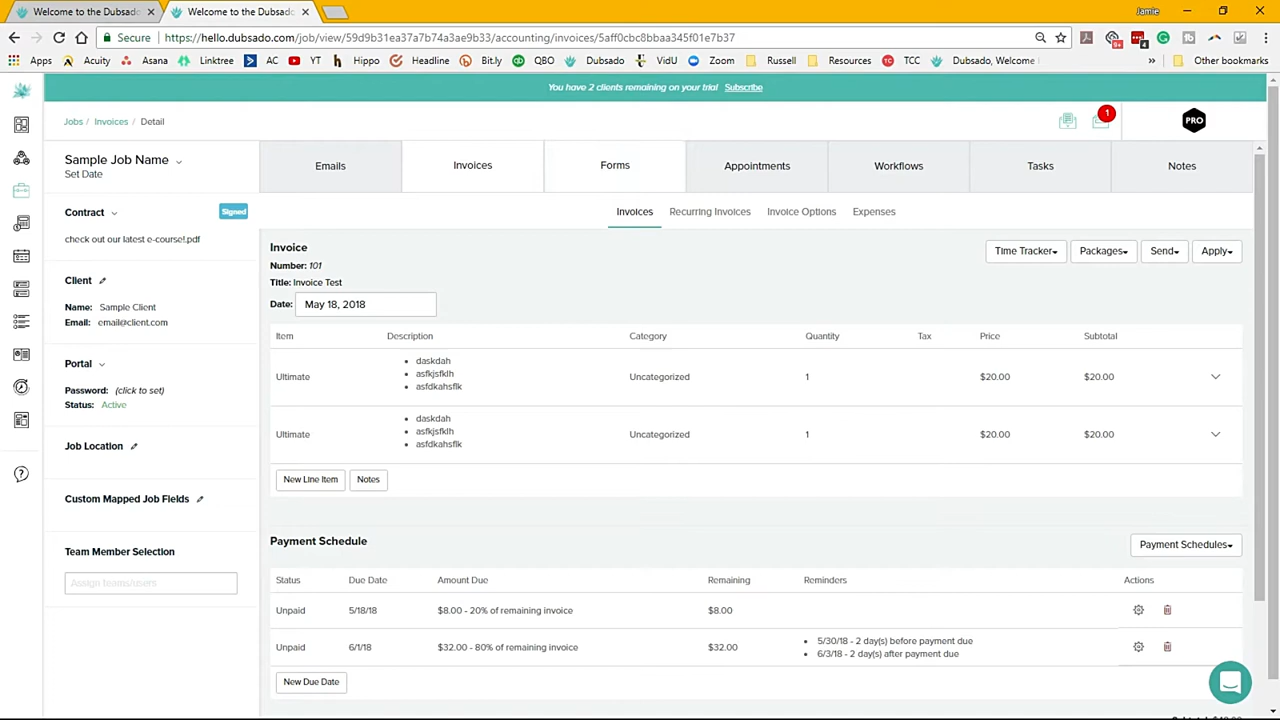 Welcome to the Dubsado
Welcome to the Dubsado
Jamie
Secure
https://hello.dubsado.com/job/view/59d9b31ea37a7b74a3ae9b33/accounting/invoices/5aff0cbc8bbaa345f01e7b37
9+
4
Apps Acuity Asana Linktree AC YT Hippo Headline Bit.ly QBO Dubsado VidU Zoom Russell Resources TCC Dubsado, Welcome » Other bookmarks
You have 2 clients remaining on your trial Subscribe
Jobs / Invoices / Detail
1
PRO
Sample Job Name
Set Date
Emails Invoices Forms Appointments Workflows Tasks Notes
Contract Signed
check out our latest e-course!.pdf
Invoices Recurring Invoices Invoice Options Expenses
Client
Name: Sample Client
Email: email@client.com
Portal
Password: (click to set)
Status: Active
Job Location
Custom Mapped Job Fields
Team Member Selection
Assign teams/users
Invoice
Number: 101
Title: Invoice Test
Date: May 18, 2018
Time Tracker Packages Send Apply
Item Description Category Quantity Tax Price Subtotal
Ultimate
daskdah
asfkjsfklh
asfdkahsflk
Uncategorized 1 $20.00 $20.00
Ultimate
daskdah
asfkjsfklh
asfdkahsflk
Uncategorized 1 $20.00 $20.00
New Line Item Notes
Payment Schedule
Payment Schedules
Status Due Date Amount Due Remaining Reminders Actions
Unpaid 5/18/18 $8.00 - 20% of remaining invoice $8.00
Unpaid 6/1/18 $32.00 - 80% of remaining invoice $32.00
5/30/18 - 2 day(s) before payment due
6/3/18 - 2 day(s) after payment due
New Due Date